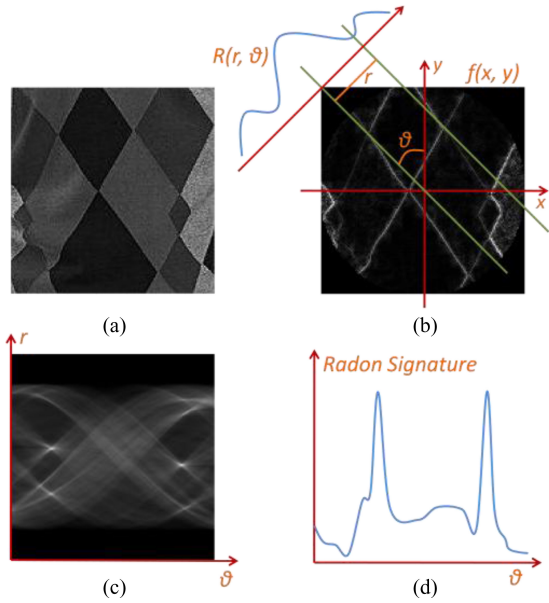 R(r, ϑ)
r
y
f(x, y)
ϑ
x
(a)
(b)
r
Radon Signature
ϑ
ϑ
(c)
(d)